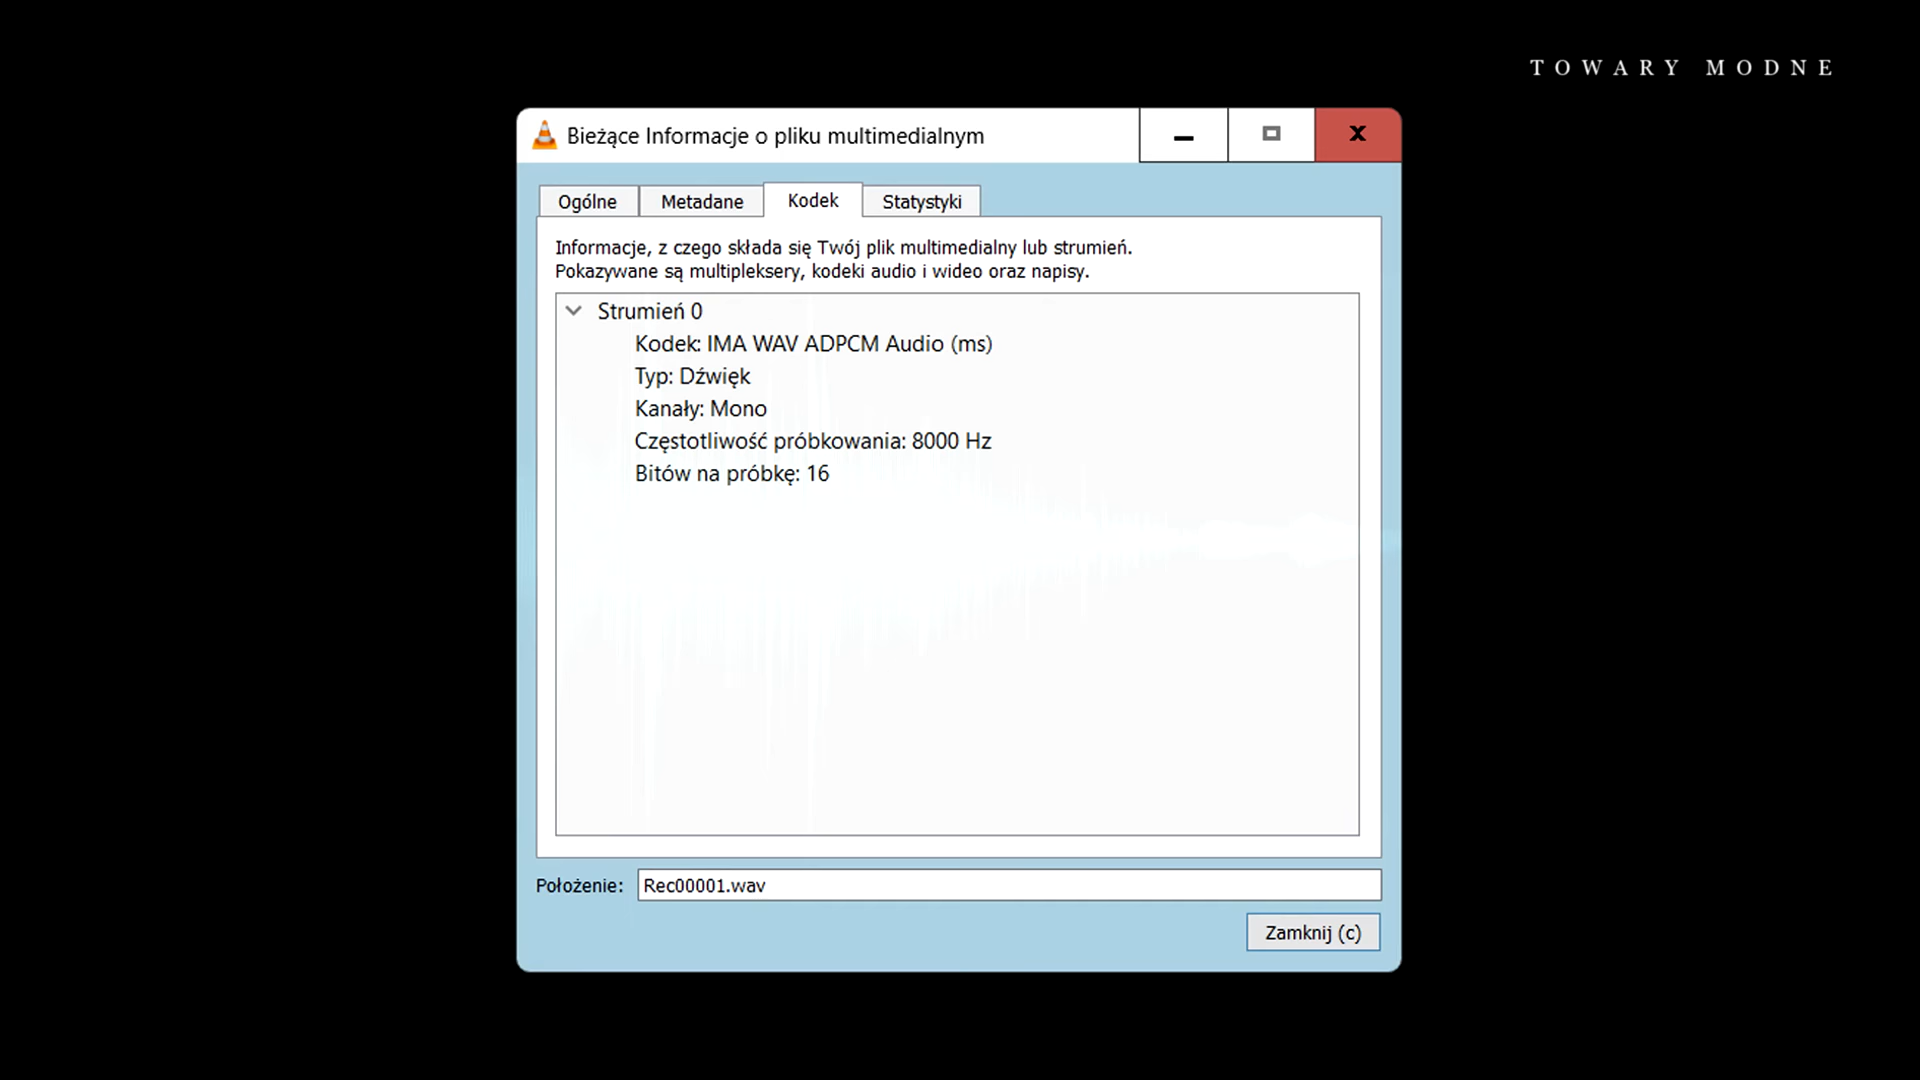 TOWARY MODNE
Bieżące Informacje o pliku multimedialnym
Ogólne
Metadane
Kodek
Statystyki
Informacje, z czego składa się Twój plik multimedialny lub strumień.
Pokazywane są multipleksery, kodeki audio i wideo oraz napisy.
Strumień 0
Kodek: IMA WAV ADPCM Audio (ms)
Typ: Dźwięk
Kanały: Mono
Częstotliwość próbkowania: 8000 Hz
Bitów na próbkę: 16
Położenie: Rec00001.wav
Zamknij (c)